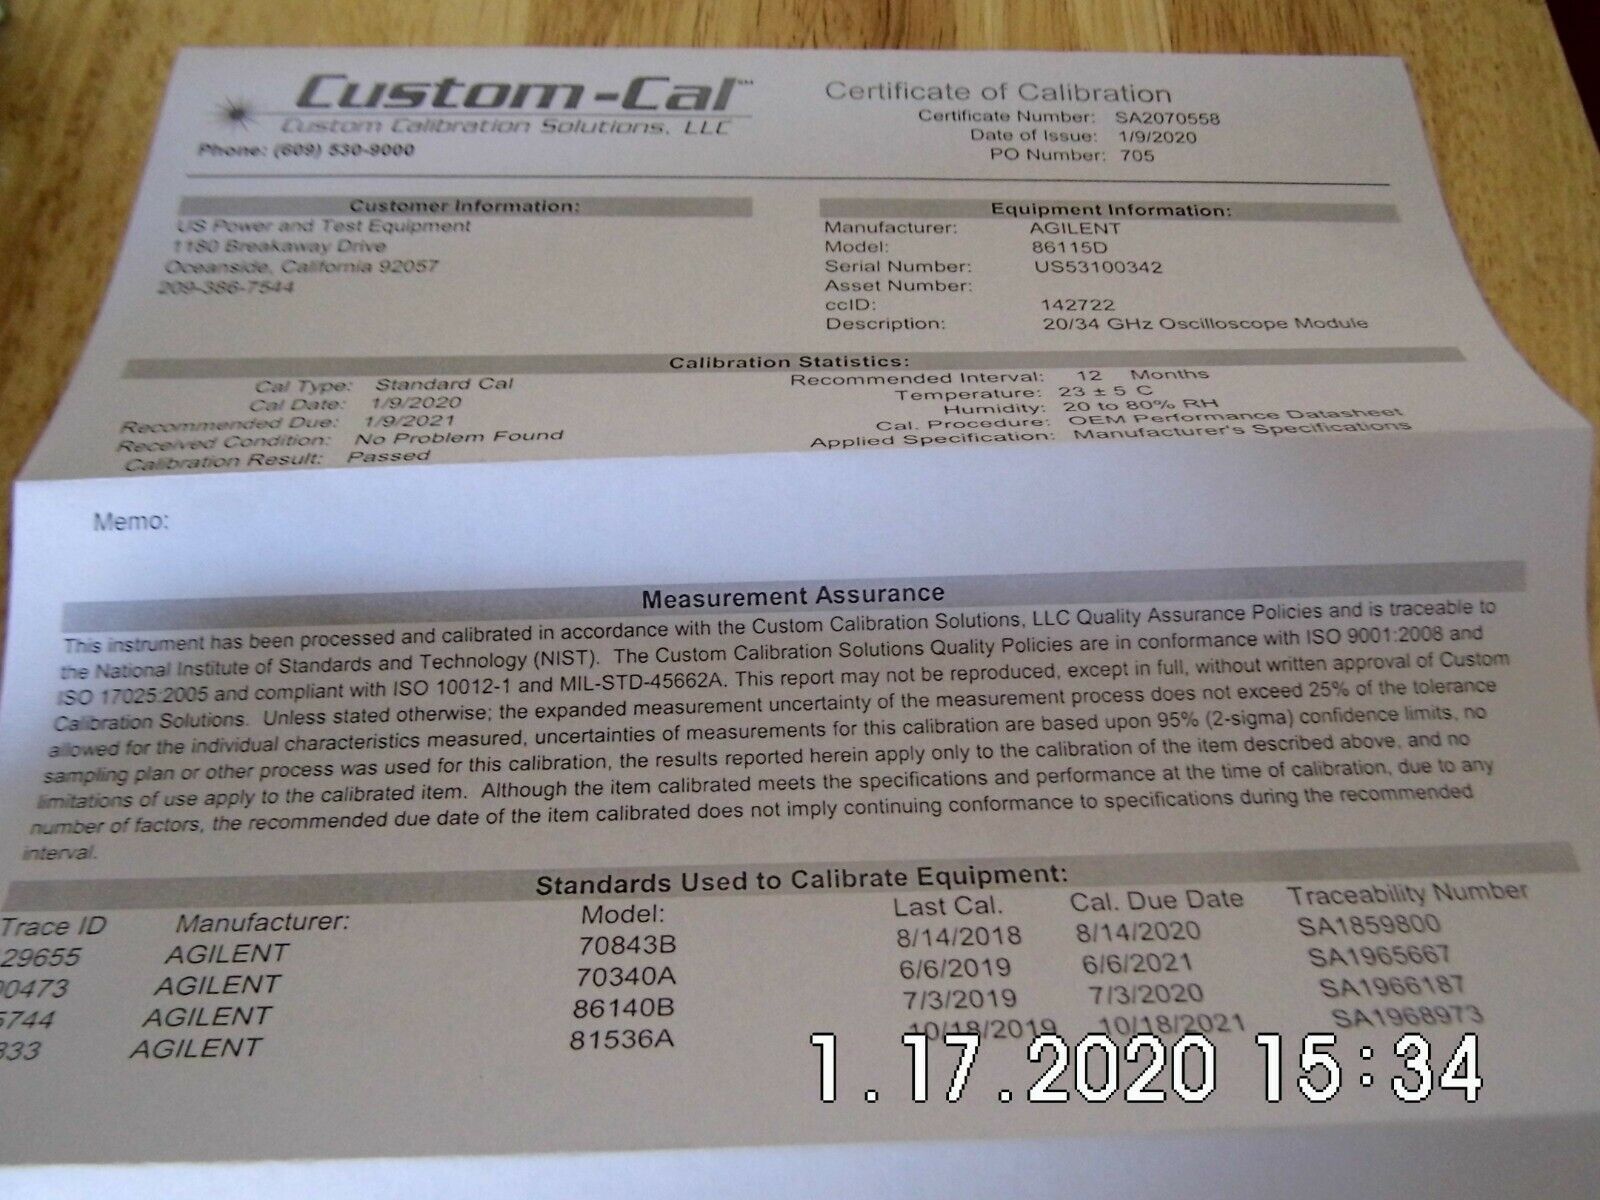 Custom-Cal℠
Custom Calibration Solutions, LLC
Phone: (609) 530-9000
Certificate of Calibration
Certificate Number: SA2070558
Date of Issue: 1/9/2020
PO Number: 705
Customer Information:
US Power and Test Equipment
1180 Breakaway Drive
Oceanside, California 92057
209-386-7544
Equipment Information:
Manufacturer: AGILENT
Model: 86115D
Serial Number: US53100342
Asset Number:
ccID: 142722
Description: 20/34 GHz Oscilloscope Module
Calibration Statistics:
Cal Type: Standard Cal
Cal Date: 1/9/2020
Recommended Due: 1/9/2021
Received Condition: No Problem Found
Calibration Result: Passed
Recommended Interval: 12 Months
Temperature: 23 ± 5 C
Humidity: 20 to 80% RH
Cal. Procedure: OEM Performance Datasheet
Applied Specification: Manufacturer's Specifications
Memo:
Measurement Assurance
This instrument has been processed and calibrated in accordance with the Custom Calibration Solutions, LLC Quality Assurance Policies and is traceable to
the National Institute of Standards and Technology (NIST). The Custom Calibration Solutions Quality Policies are in conformance with ISO 9001:2008 and
ISO 17025:2005 and compliant with ISO 10012-1 and MIL-STD-45662A. This report may not be reproduced, except in full, without written approval of Custom
Calibration Solutions. Unless stated otherwise; the expanded measurement uncertainty of the measurement process does not exceed 25% of the tolerance
allowed for the individual characteristics measured, uncertainties of measurements for this calibration are based upon 95% (2-sigma) confidence limits, no
sampling plan or other process was used for this calibration, the results reported herein apply only to the calibration of the item described above, and no
limitations of use apply to the calibrated item. Although the item calibrated meets the specifications and performance at the time of calibration, due to any
number of factors, the recommended due date of the item calibrated does not imply continuing conformance to specifications during the recommended
interval.
Standards Used to Calibrate Equipment:
Trace ID Manufacturer: Model: Last Cal. Cal. Due Date Traceability Number
29655 AGILENT 70843B 8/14/2018 8/14/2020 SA1859800
0473 AGILENT 70340A 6/6/2019 6/6/2021 SA1965667
5744 AGILENT 86140B 7/3/2019 7/3/2020 SA1966187
333 AGILENT 81536A 10/18/2019 10/18/2021 SA1968973
1.17.2020 15:34